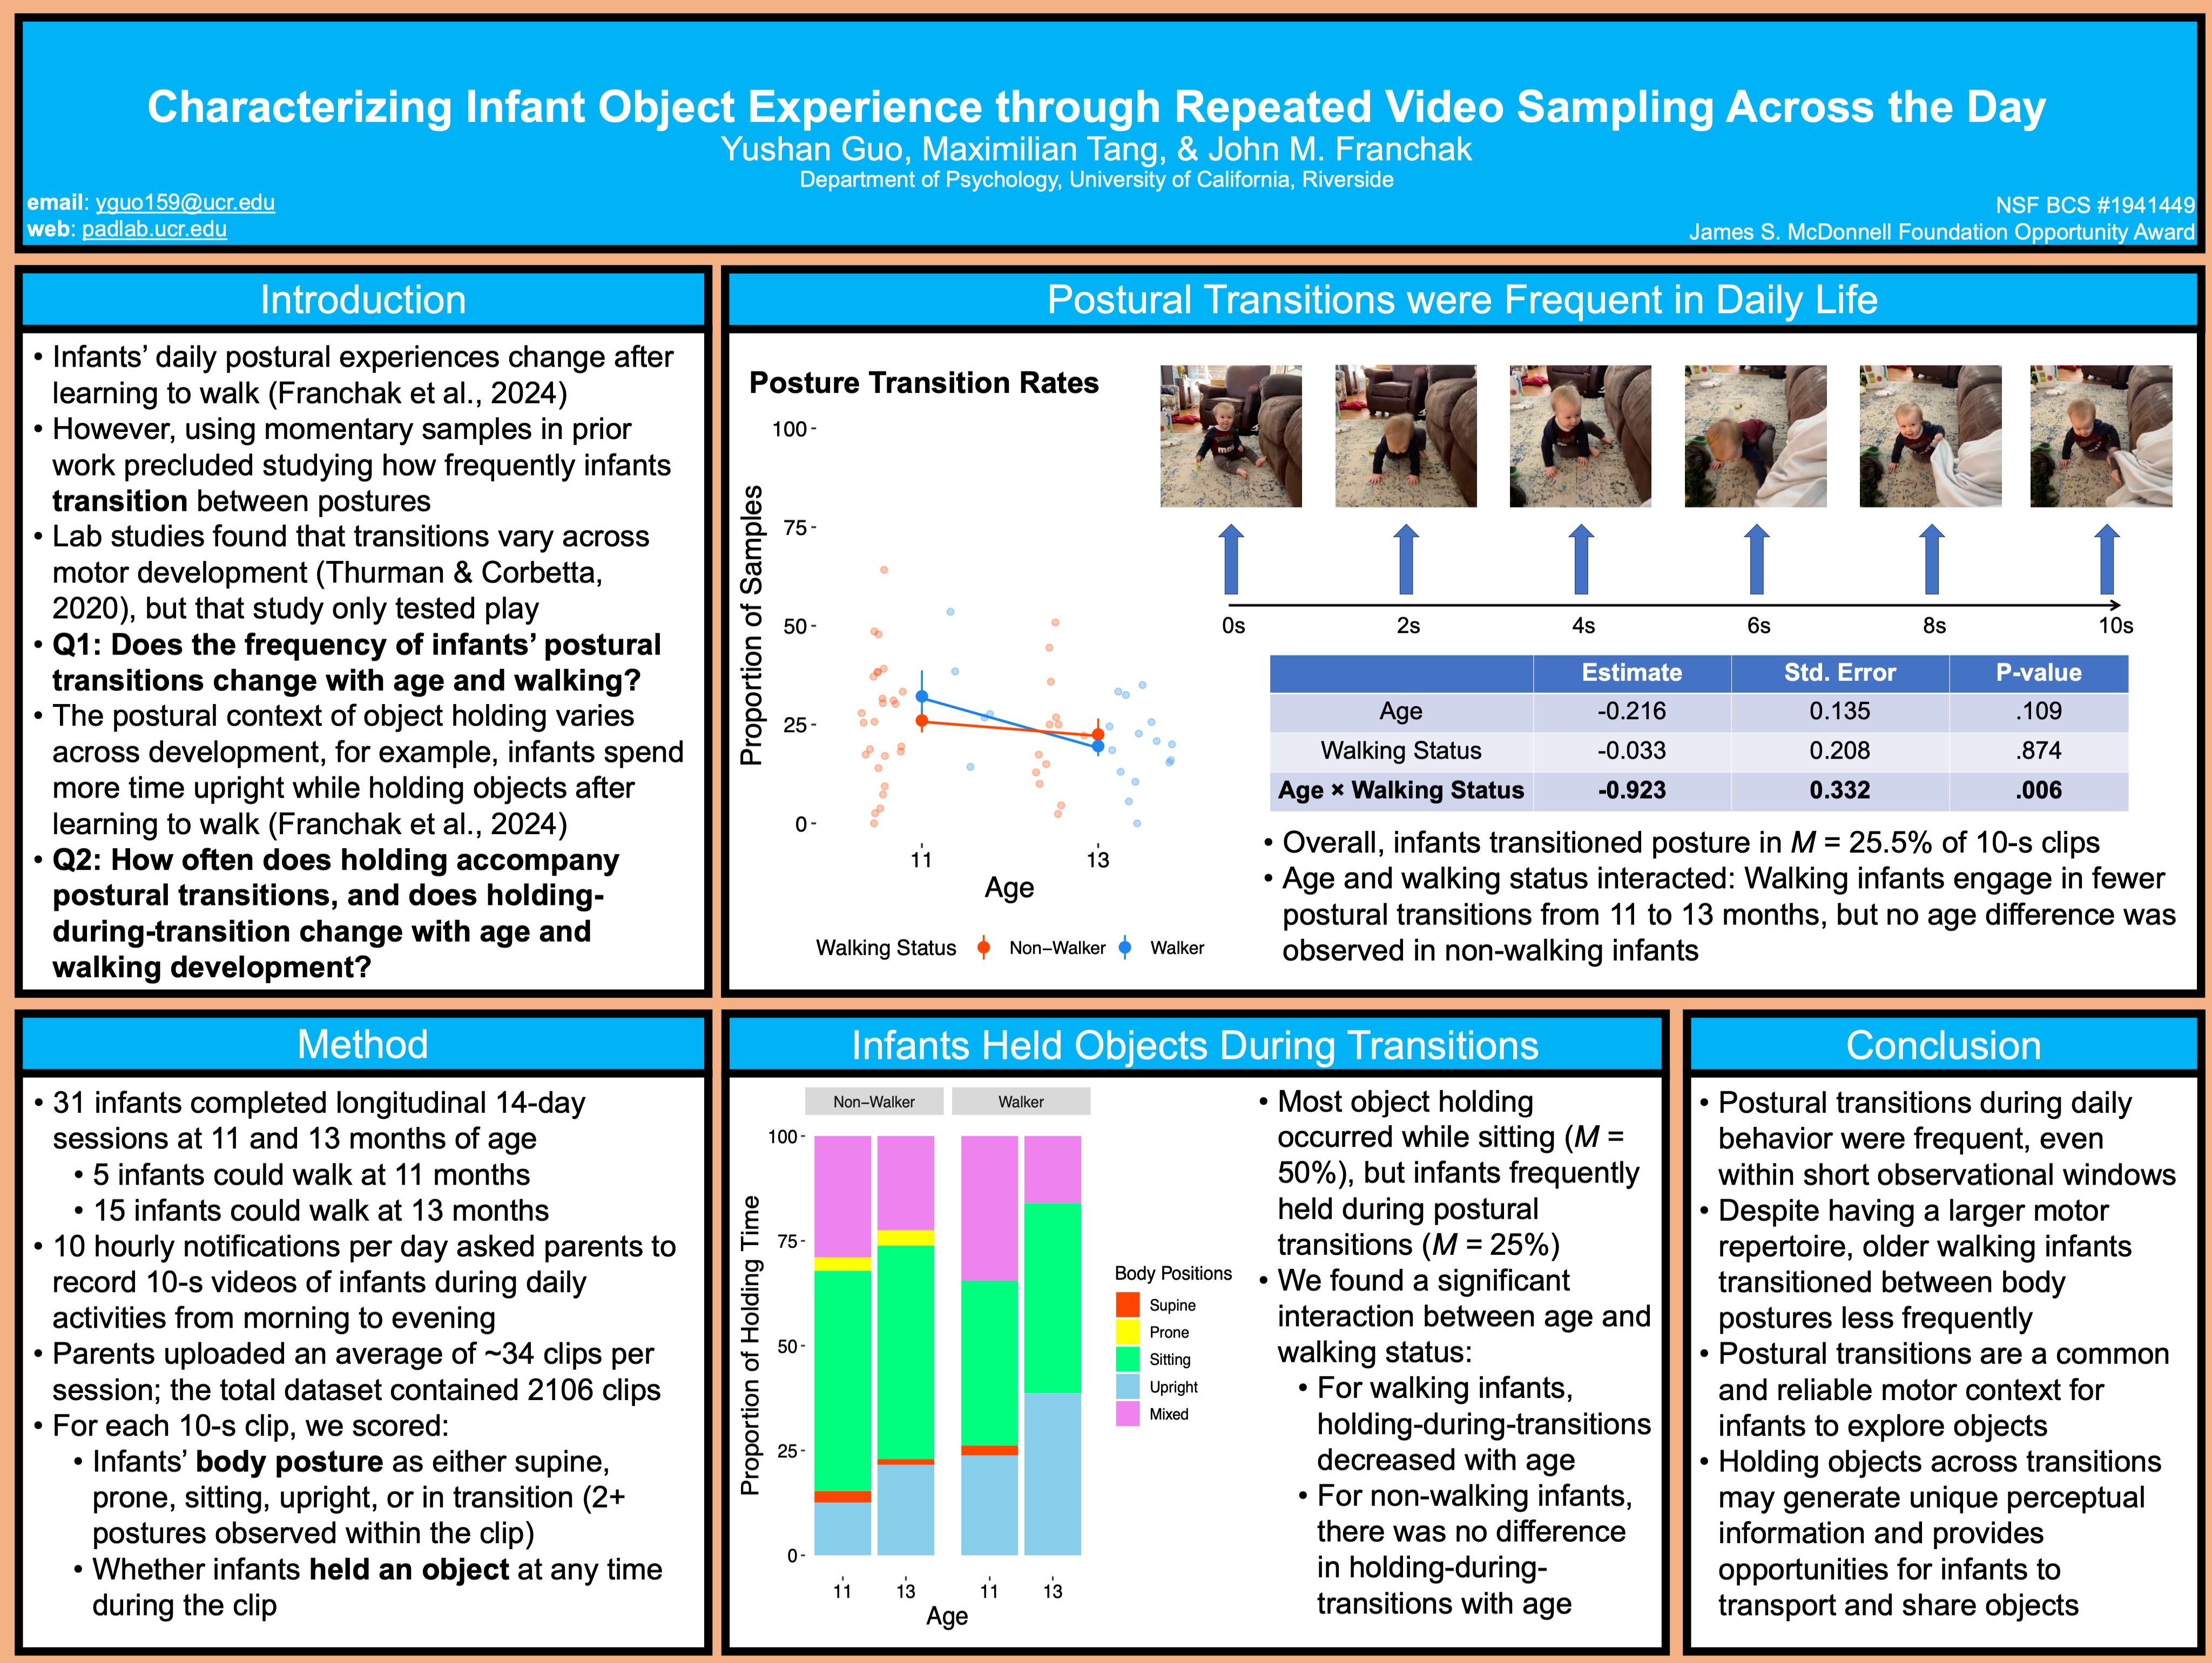 Characterizing Infant Object Experience through Repeated Video Sampling Across the Day
Yushan Guo, Maximilian Tang, & John M. Franchak
Department of Psychology, University of California, Riverside
email: yguo159@ucr.edu
web: padlab.ucr.edu
NSF BCS #1941449
James S. McDonnell Foundation Opportunity Award
Introduction
• Infants’ daily postural experiences change after
learning to walk (Franchak et al., 2024)
• However, using momentary samples in prior
work precluded studying how frequently infants
transition between postures
• Lab studies found that transitions vary across
motor development (Thurman & Corbetta,
2020), but that study only tested play
• Q1: Does the frequency of infants’ postural
transitions change with age and walking?
• The postural context of object holding varies
across development, for example, infants spend
more time upright while holding objects after
learning to walk (Franchak et al., 2024)
• Q2: How often does holding accompany
postural transitions, and does holding-
during-transition change with age and
walking development?
Postural Transitions were Frequent in Daily Life
Posture Transition Rates
Proportion of Samples
100
75
50
25
0
11 13
Age
Walking Status Non–Walker Walker
0s 2s 4s 6s 8s 10s
Estimate Std. Error P-value
Age -0.216 0.135 .109
Walking Status -0.033 0.208 .874
Age × Walking Status -0.923 0.332 .006
• Overall, infants transitioned posture in M = 25.5% of 10-s clips
• Age and walking status interacted: Walking infants engage in fewer
postural transitions from 11 to 13 months, but no age difference was
observed in non-walking infants
Method
• 31 infants completed longitudinal 14-day
sessions at 11 and 13 months of age
• 5 infants could walk at 11 months
• 15 infants could walk at 13 months
• 10 hourly notifications per day asked parents to
record 10-s videos of infants during daily
activities from morning to evening
• Parents uploaded an average of ~34 clips per
session; the total dataset contained 2106 clips
• For each 10-s clip, we scored:
• Infants’ body posture as either supine,
prone, sitting, upright, or in transition (2+
postures observed within the clip)
• Whether infants held an object at any time
during the clip
Infants Held Objects During Transitions
Non–Walker Walker
Proportion of Holding Time
100
75
50
25
0
11 13 11 13
Age
Body Positions
Supine
Prone
Sitting
Upright
Mixed
• Most object holding
occurred while sitting (M =
50%), but infants frequently
held during postural
transitions (M = 25%)
• We found a significant
interaction between age and
walking status:
• For walking infants,
holding-during-transitions
decreased with age
• For non-walking infants,
there was no difference
in holding-during-
transitions with age
Conclusion
• Postural transitions during daily
behavior were frequent, even
within short observational windows
• Despite having a larger motor
repertoire, older walking infants
transitioned between body
postures less frequently
• Postural transitions are a common
and reliable motor context for
infants to explore objects
• Holding objects across transitions
may generate unique perceptual
information and provides
opportunities for infants to
transport and share objects